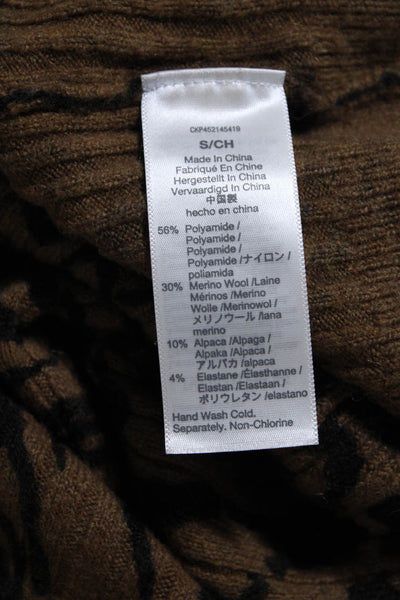 CKP452145419
S/CH
Made In China
Fabriqué En Chine
Hergestellt In China
Vervaardigd In China
中国製
hecho en china
56% Polyamide /
Polyamide /
Polyamide /
Polyamide /ナイロン /
poliamida
30% Merino Wool /Laine
Mérinos /Merino
Wolle /Merinowol /
メリノウール /lana
merino
10% Alpaca /Alpaga /
Alpaka /Alpaca /
アルパカ /alpaca
4% Elastane /Élasthanne /
Elastan /Elastaan /
ポリウレタン /elastano
Hand Wash Cold.
Separately. Non-Chlorine